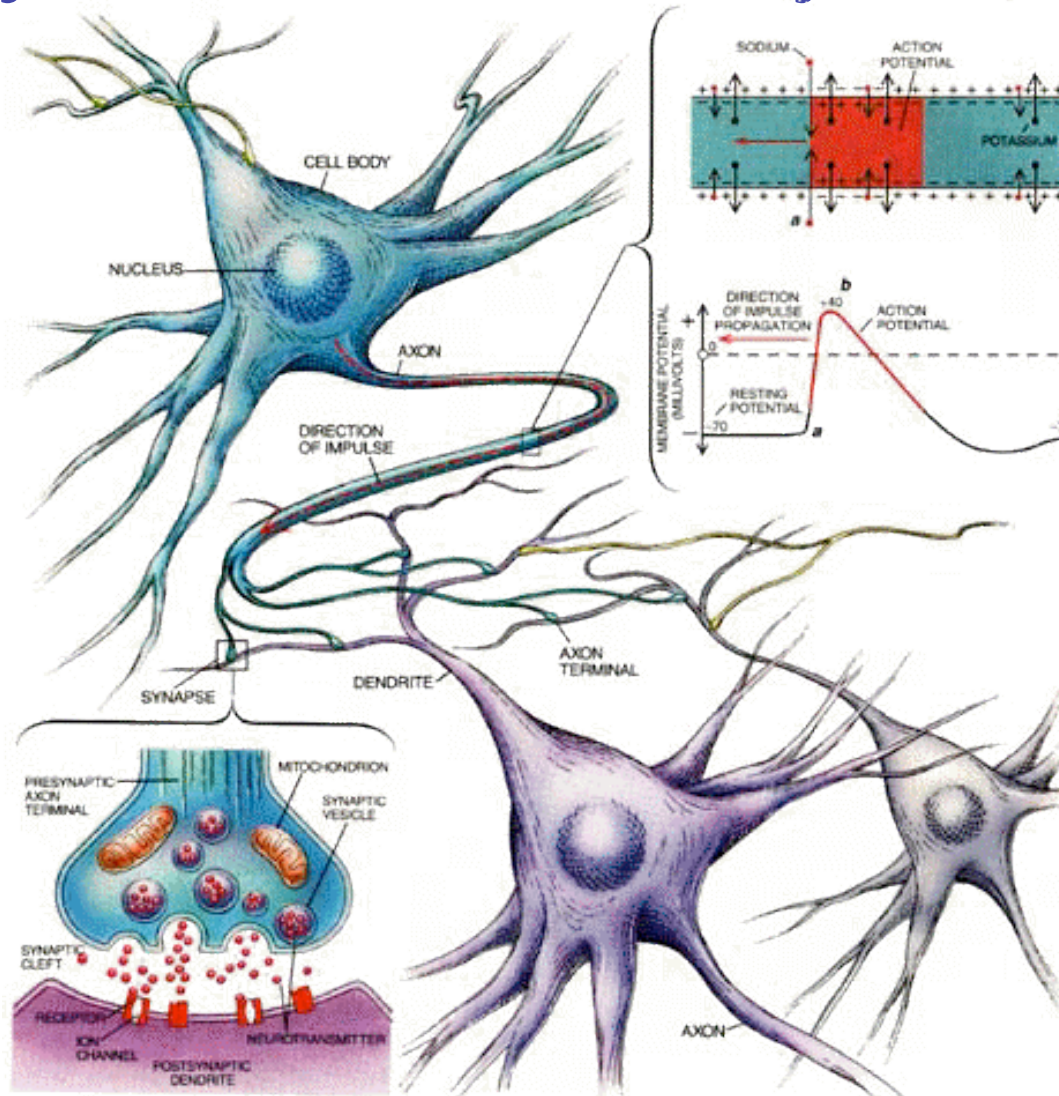 SODIUM
ACTION
POTENTIAL
POTASSIUM
a
CELL BODY
NUCLEUS
AXON
DIRECTION
OF IMPULSE
MEMBRANE POTENTIAL
(MILLIVOLTS)
+
0
−
-70
DIRECTION
OF IMPULSE
PROPAGATION
b
+40
ACTION
POTENTIAL
RESTING
POTENTIAL
a
SYNAPSE
DENDRITE
AXON
TERMINAL
PRESYNAPTIC
AXON
TERMINAL
MITOCHONDRION
SYNAPTIC
VESICLE
SYNAPTIC
CLEFT
RECEPTOR
ION
CHANNEL
NEUROTRANSMITTER
POSTSYNAPTIC
DENDRITE
AXON